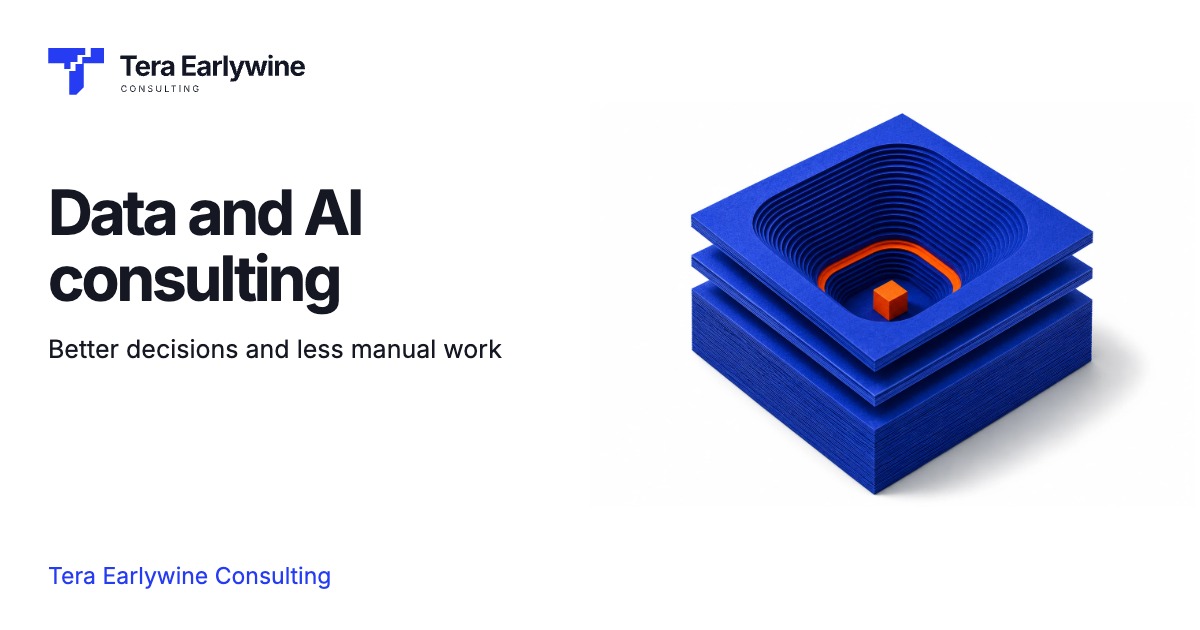 Tera Earlywine
CONSULTING
Data and AI
consulting
Better decisions and less manual work
Tera Earlywine Consulting